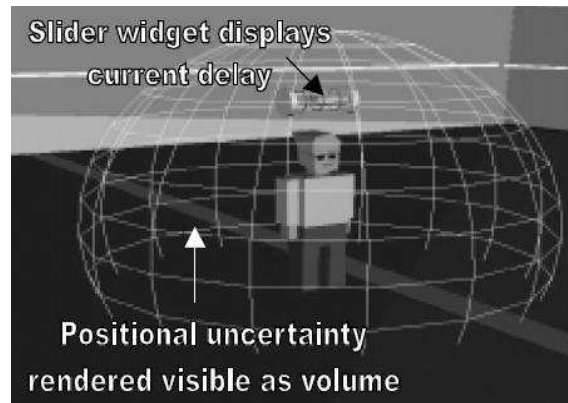 Slider widget displays
current delay
Positional uncertainty
rendered visible as volume